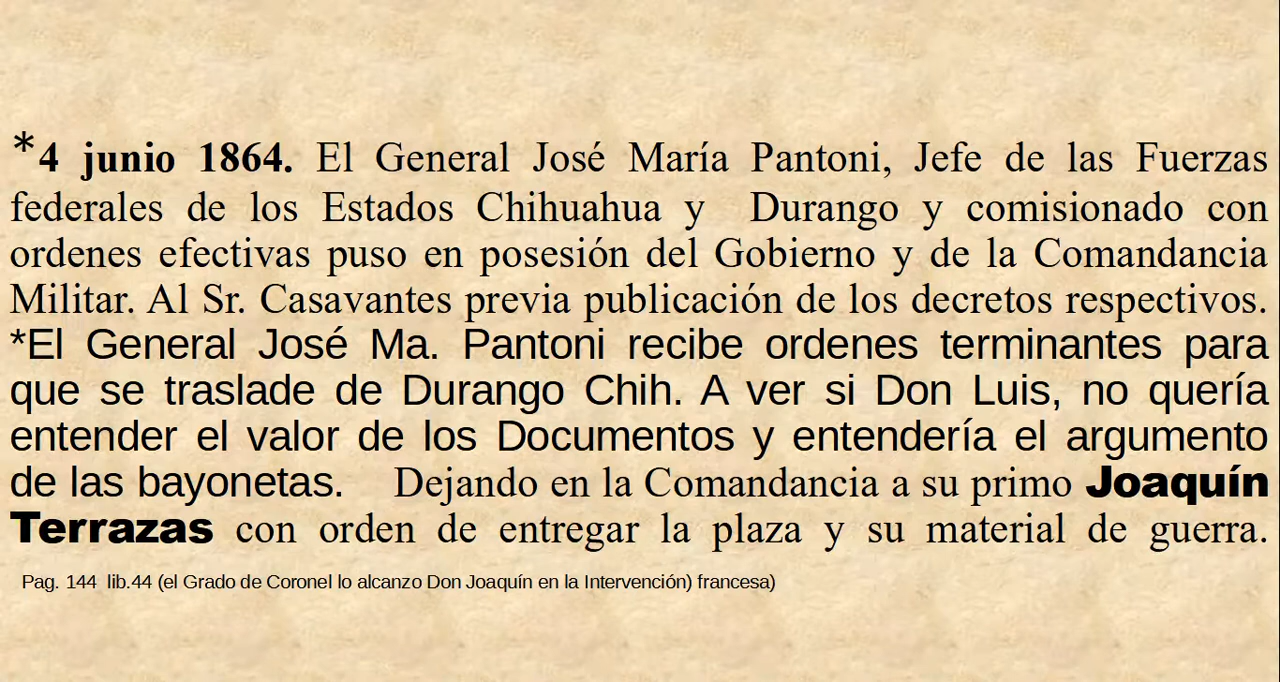 *4 junio 1864. El General José María Pantoni, Jefe de las Fuerzas
federales de los Estados Chihuahua y Durango y comisionado con
ordenes efectivas puso en posesión del Gobierno y de la Comandancia
Militar. Al Sr. Casavantes previa publicación de los decretos respectivos.
*El General José Ma. Pantoni recibe ordenes terminantes para
que se traslade de Durango Chih. A ver si Don Luis, no quería
entender el valor de los Documentos y entendería el argumento
de las bayonetas. Dejando en la Comandancia a su primo Joaquín
Terrazas con orden de entregar la plaza y su material de guerra.
Pag. 144 lib.44 (el Grado de Coronel lo alcanzo Don Joaquín en la Intervención) francesa)